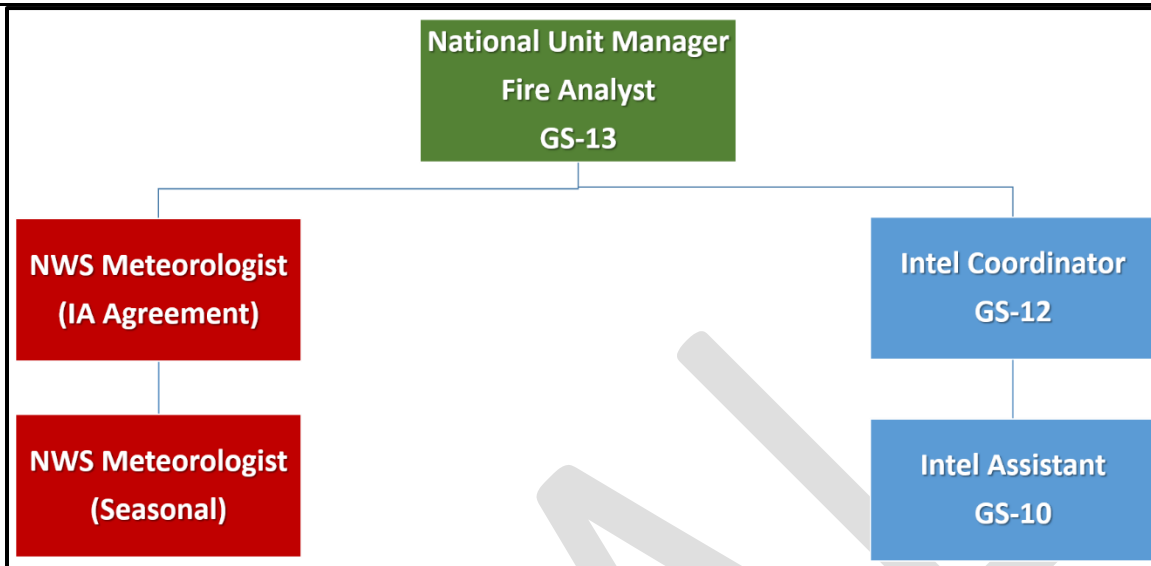 National Unit Manager
Fire Analyst
GS-13
NWS Meteorologist
(IA Agreement)
Intel Coordinator
GS-12
NWS Meteorologist
(Seasonal)
Intel Assistant
GS-10